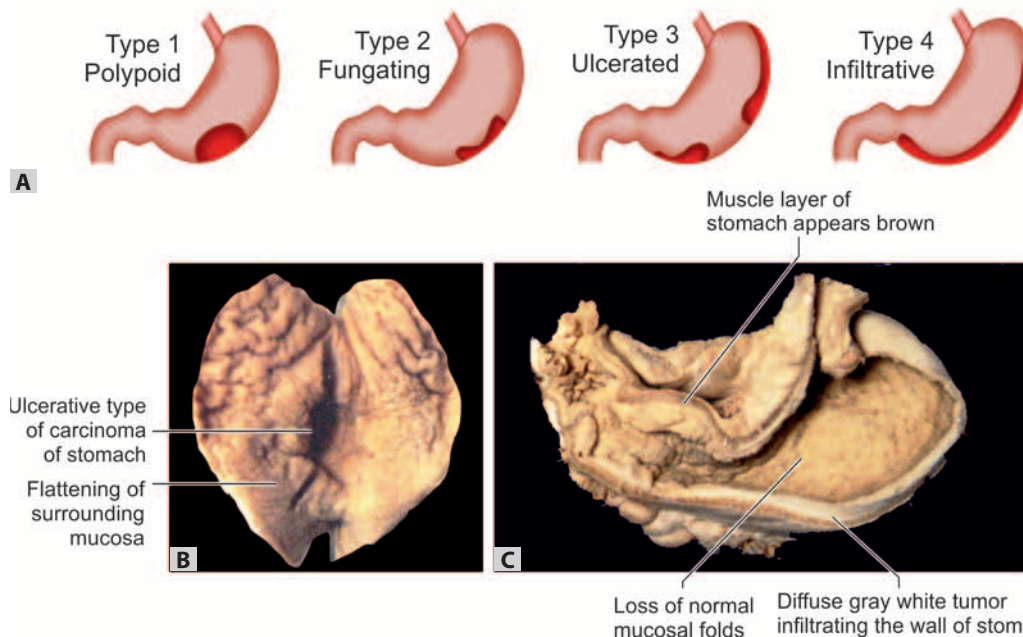 Type 1
Polypoid
Type 2
Fungating
Type 3
Ulcerated
Type 4
Infiltrative
A
Muscle layer of
stomach appears brown
Ulcerative type
of carcinoma
of stomach
Flattening of
surrounding
mucosa
B
C
Loss of normal
mucosal folds
Diffuse gray white tumor
infiltrating the wall of stom